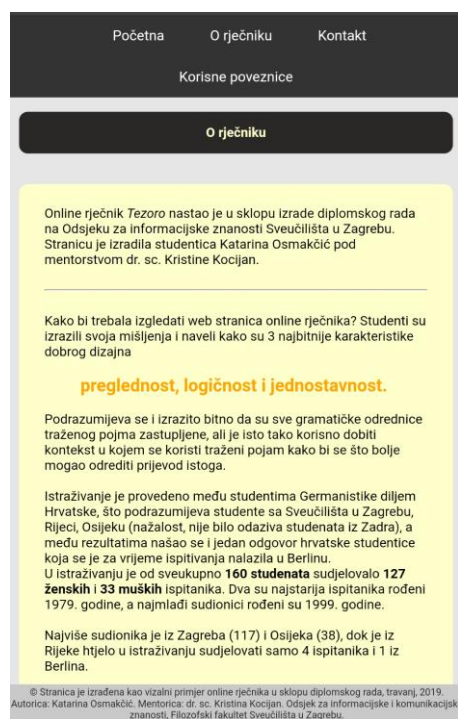 Početna O rječniku Kontakt
Korisne poveznice
O rječniku
Online rječnik Tezoro nastao je u sklopu izrade diplomskog rada
na Odsjeku za informacijske znanosti Sveučilišta u Zagrebu.
Stranicu je izradila studentica Katarina Osmakčić pod
mentorstvom dr. sc. Kristine Kocijan.
Kako bi trebala izgledati web stranica online rječnika? Studenti su
izrazili svoja mišljenja i naveli kako su 3 najbitnije karakteristike
dobrog dizajna
preglednost, logičnost i jednostavnost.
Podrazumijeva se i izrazito bitno da su sve gramatičke odrednice
traženog pojma zastupljene, ali je isto tako korisno dobiti
kontekst u kojem se koristi traženi pojam kako bi se što bolje
mogao odrediti prijevod istoga.
Istraživanje je provedeno među studentima Germanistike diljem
Hrvatske, što podrazumijeva studente sa Sveučilišta u Zagrebu,
Rijeci, Osijeku (nažalost, nije bilo odaziva studenata iz Zadra), a
među rezultatima našao se i jedan odgovor hrvatske studentice
koja se je za vrijeme ispitivanja nalazila u Berlinu.
U istraživanju je od sveukupno 160 studenata sudjelovalo 127
ženskih i 33 muških ispitanika. Dva su najstarija ispitanika rođeni
1979. godine, a najmlađi sudionici rođeni su 1999. godine.
Najviše sudionika je iz Zagreba (117) i Osijeka (38), dok je iz
Rijeke htjelo u istraživanju sudjelovati samo 4 ispitanika i 1 iz
Berlina.
© Stranica je izrađena kao vizalni primjer online rječnika u sklopu diplomskog rada, travanj, 2019.
Autorica: Katarina Osmakčić. Mentorica: dr. sc. Kristina Kocijan. Odsjek za informacijske i komunikacijske
znanosti, Filozofski fakultet Sveučilišta u Zagrebu.